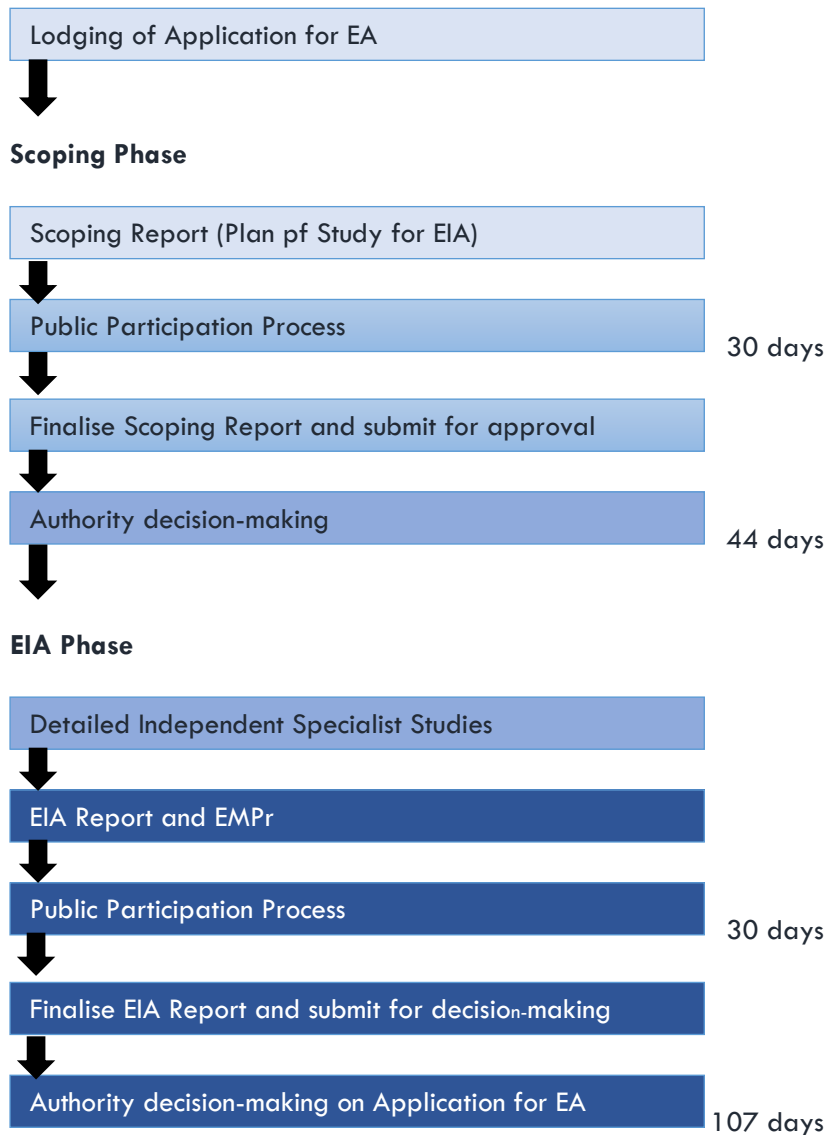 Lodging of Application for EA
Scoping Phase
Scoping Report (Plan pf Study for EIA)
Public Participation Process
30 days
Finalise Scoping Report and submit for approval
Authority decision-making
44 days
EIA Phase
Detailed Independent Specialist Studies
EIA Report and EMPr
Public Participation Process
30 days
Finalise EIA Report and submit for decision-making
Authority decision-making on Application for EA
107 days